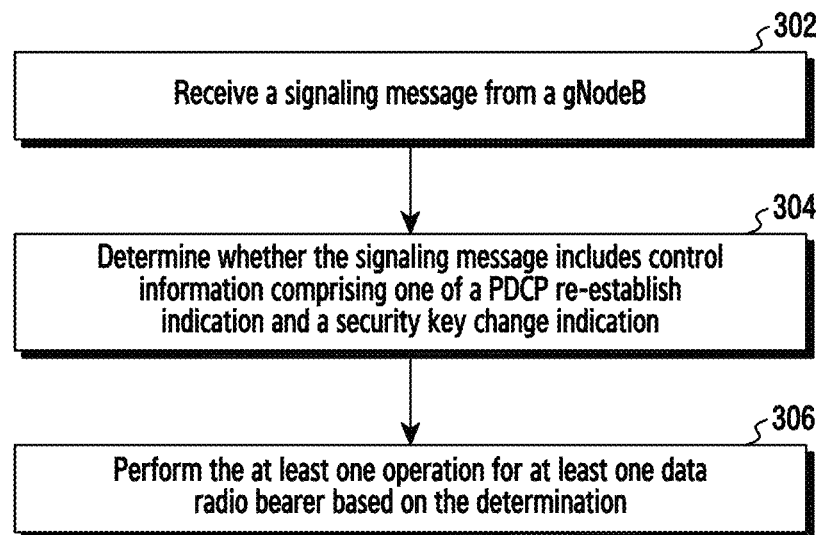 302
Receive a signaling message from a gNodeB
304
Determine whether the signaling message includes control
information comprising one of a PDCP re-establish
indication and a security key change indication
306
Perform the at least one operation for at least one data
radio bearer based on the determination